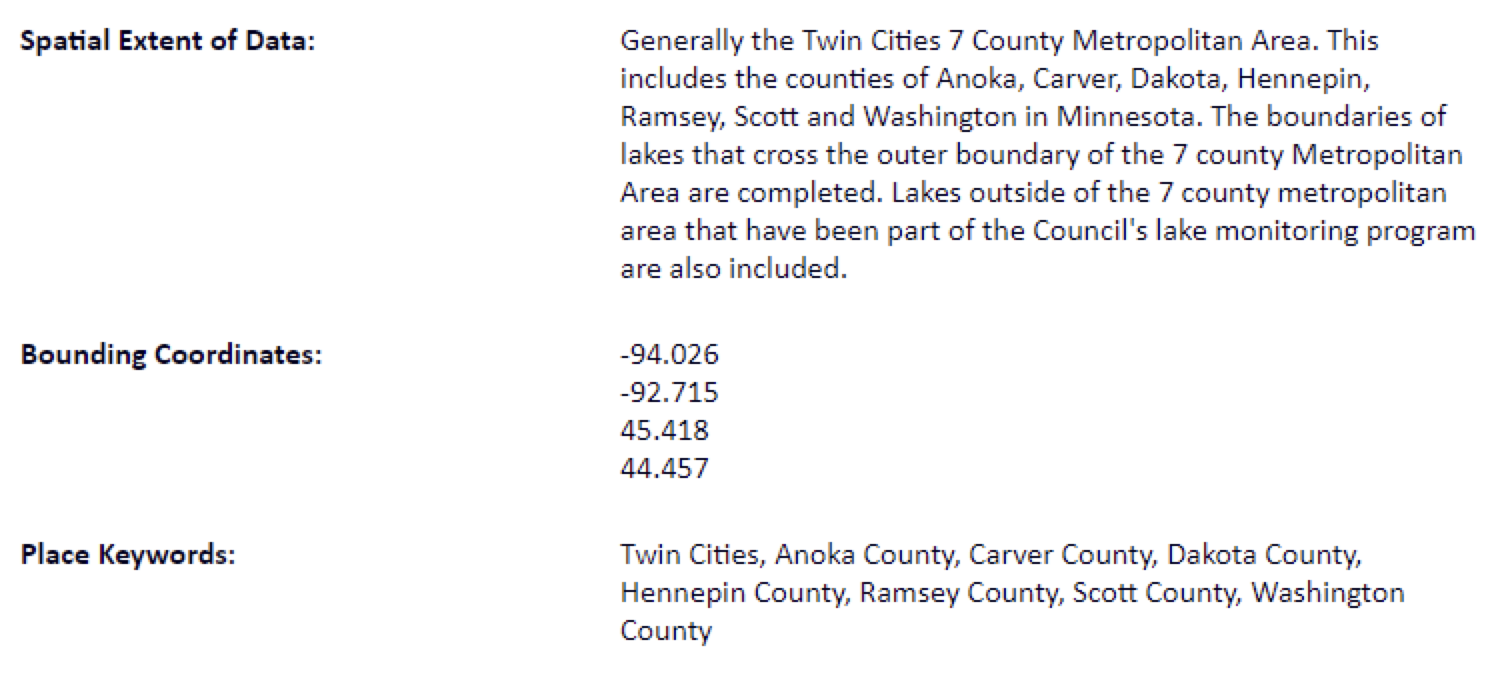 Spatial Extent of Data:
Generally the Twin Cities 7 County Metropolitan Area. This
includes the counties of Anoka, Carver, Dakota, Hennepin,
Ramsey, Scott and Washington in Minnesota. The boundaries of
lakes that cross the outer boundary of the 7 county Metropolitan
Area are completed. Lakes outside of the 7 county metropolitan
area that have been part of the Council's lake monitoring program
are also included.
Bounding Coordinates:
-94.026
-92.715
45.418
44.457
Place Keywords:
Twin Cities, Anoka County, Carver County, Dakota County,
Hennepin County, Ramsey County, Scott County, Washington
County